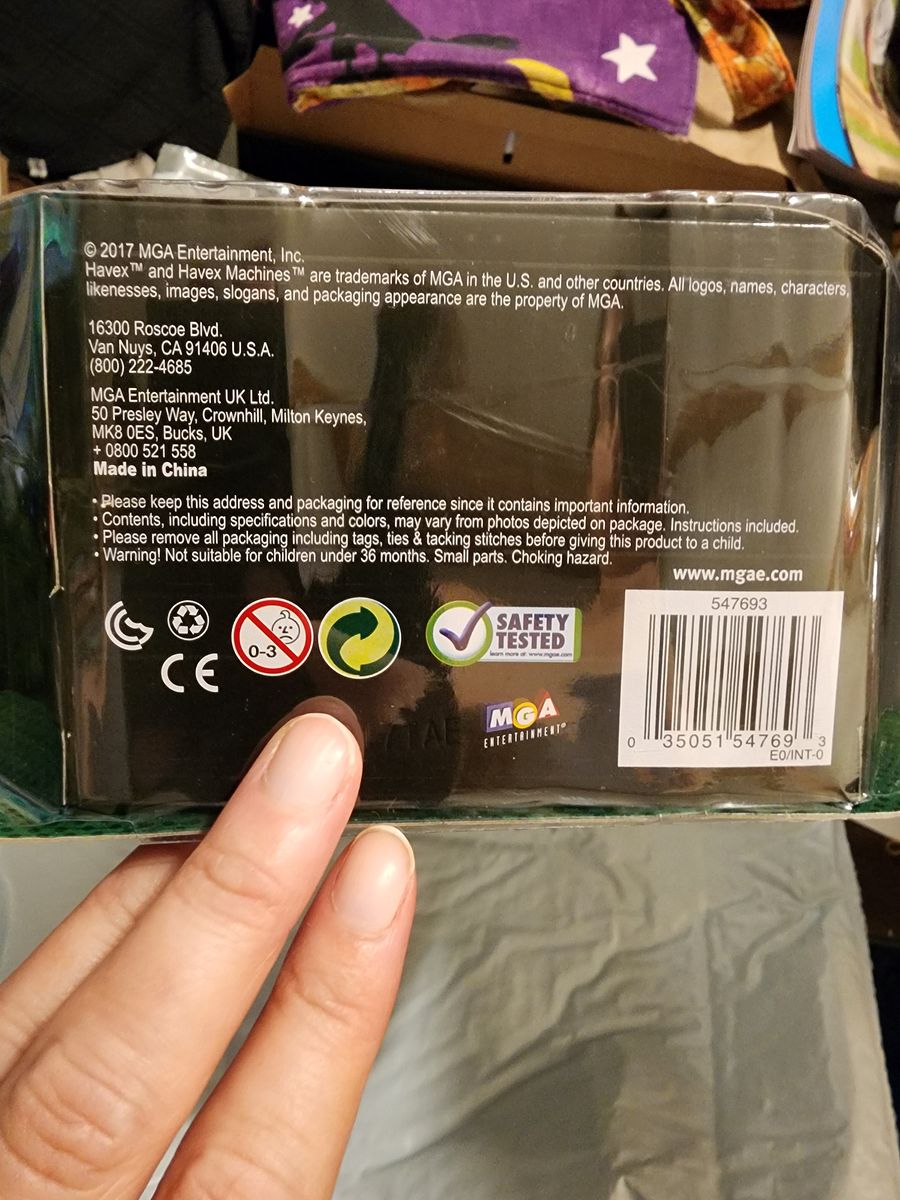 © 2017 MGA Entertainment, Inc.
Havex™ and Havex Machines™ are trademarks of MGA in the U.S. and other countries. All logos, names, characters,
likenesses, images, slogans, and packaging appearance are the property of MGA.
16300 Roscoe Blvd.
Van Nuys, CA 91406 U.S.A.
(800) 222-4685
MGA Entertainment UK Ltd.
50 Presley Way, Crownhill, Milton Keynes,
MK8 0ES, Bucks, UK
+ 0800 521 558
Made in China
• Please keep this address and packaging for reference since it contains important information.
• Contents, including specifications and colors, may vary from photos depicted on package. Instructions included.
• Please remove all packaging including tags, ties & tacking stitches before giving this product to a child.
• Warning! Not suitable for children under 36 months. Small parts. Choking hazard.
www.mgae.com
547693
0-3
CE
SAFETY
TESTED
learn more at: www.mgae.com
MGA
ENTERTAINMENT®
0 35051 54769 3
E0/INT-0